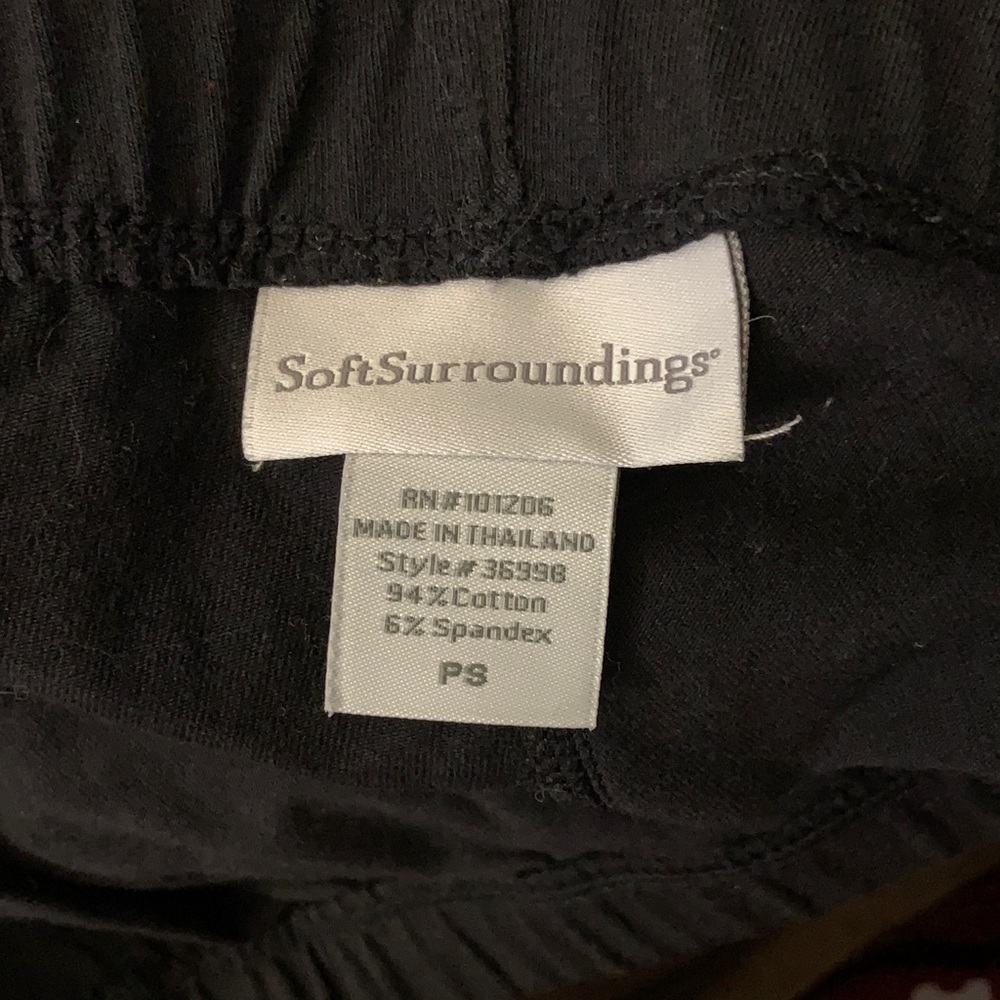 SoftSurroundings®
RN#101206
MADE IN THAILAND
Style# 36998
94%Cotton
6% Spandex
PS